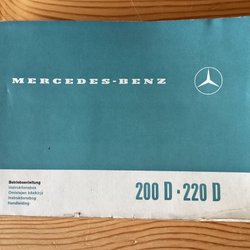 MERCEDES-BENZ
Betriebsanleitung
Instruktionsbok
Omistajan käsikirja
Instruktionsbog
Handleiding
200 D · 220 D